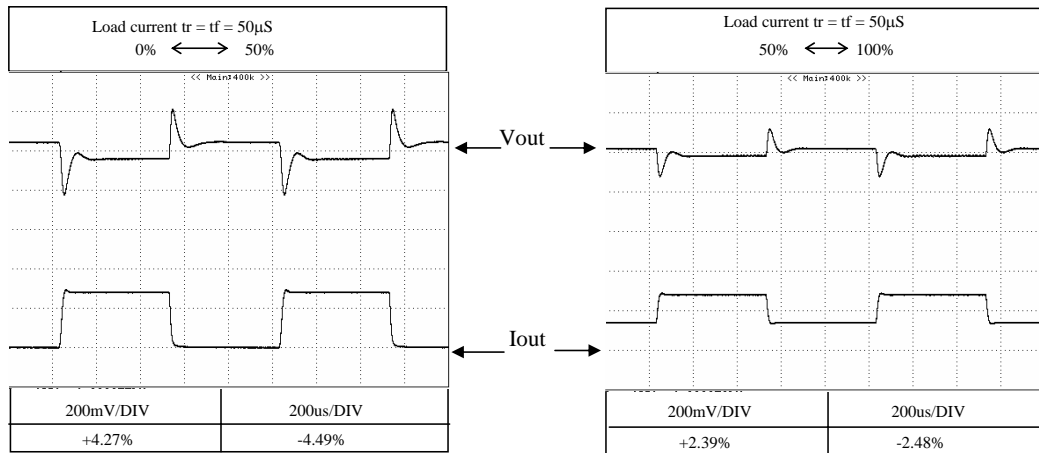 Load current tr = tf = 50μS
0% 50%
<< Main:400k >>
200mV/DIV 200us/DIV
+4.27% -4.49%
Vout
Iout
Load current tr = tf = 50μS
50% 100%
<< Main:400k >>
200mV/DIV 200us/DIV
+2.39% -2.48%